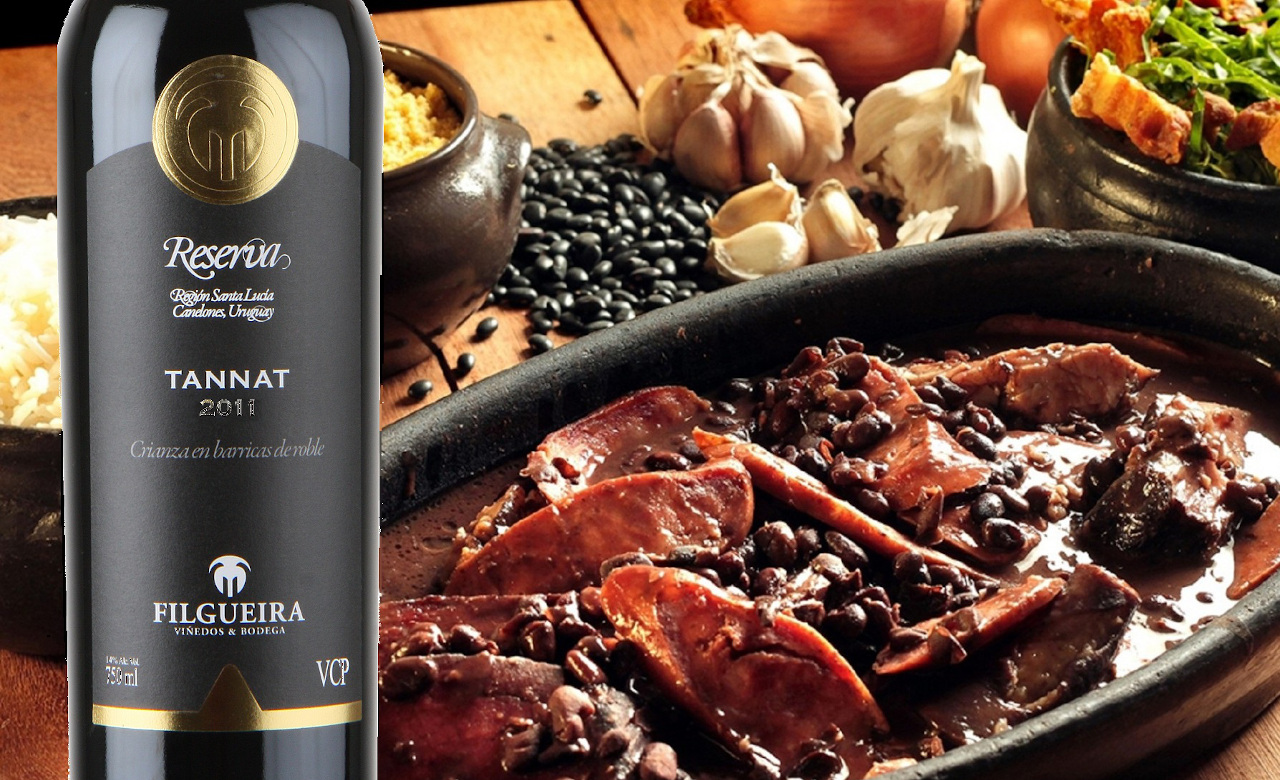 Reserva
Región Santa Lucía
Canelones, Uruguay
TANNAT
2011
Crianza en barricas de roble
FILGUEIRA
VIÑEDOS & BODEGA
750 ml
VCP